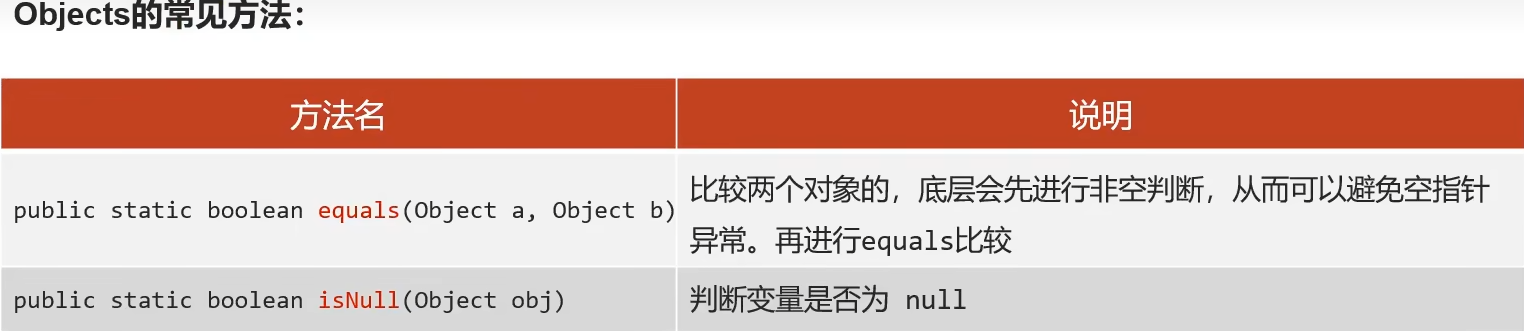 Objects的常见方法：
方法名
说明
public static boolean equals(Object a, Object b)
比较两个对象的，底层会先进行非空判断，从而可以避免空指针
异常。再进行equals比较
public static boolean isNull(Object obj)
判断变量是否为 null